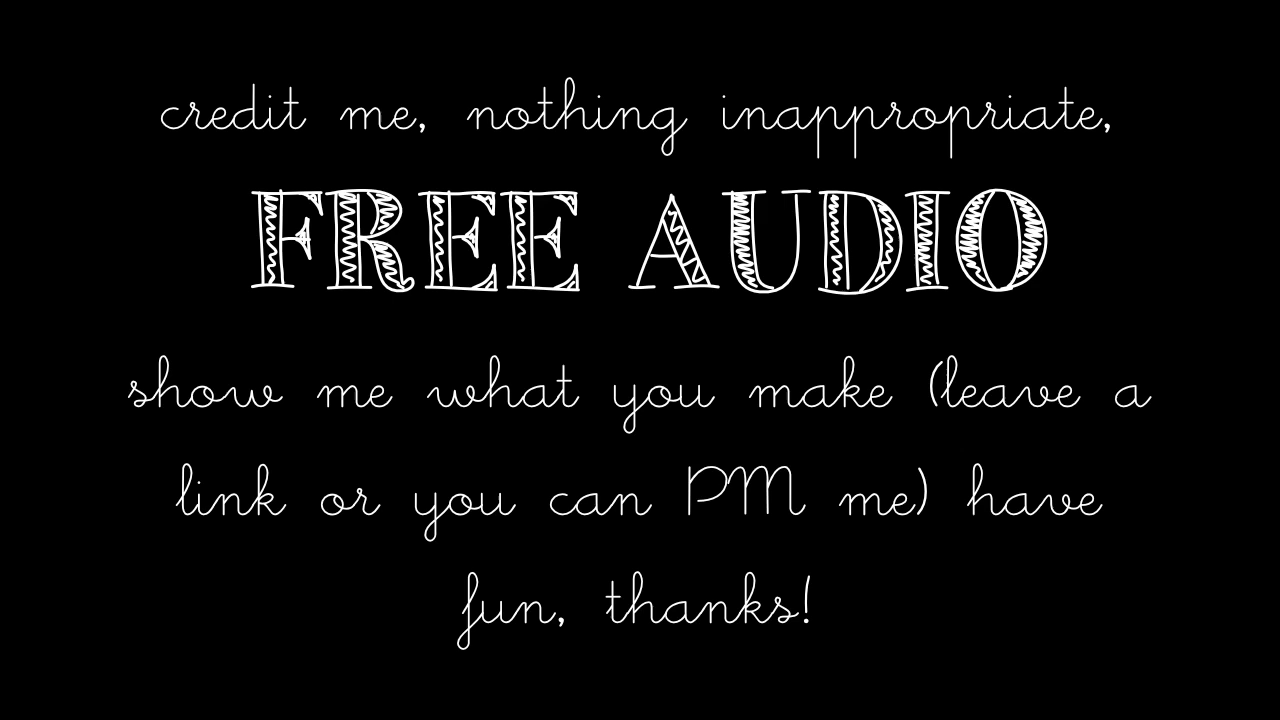 credit me, nothing inappropriate,
FREE AUDIO
show me what you make (leave a
link or you can PM me) have
fun, thanks!